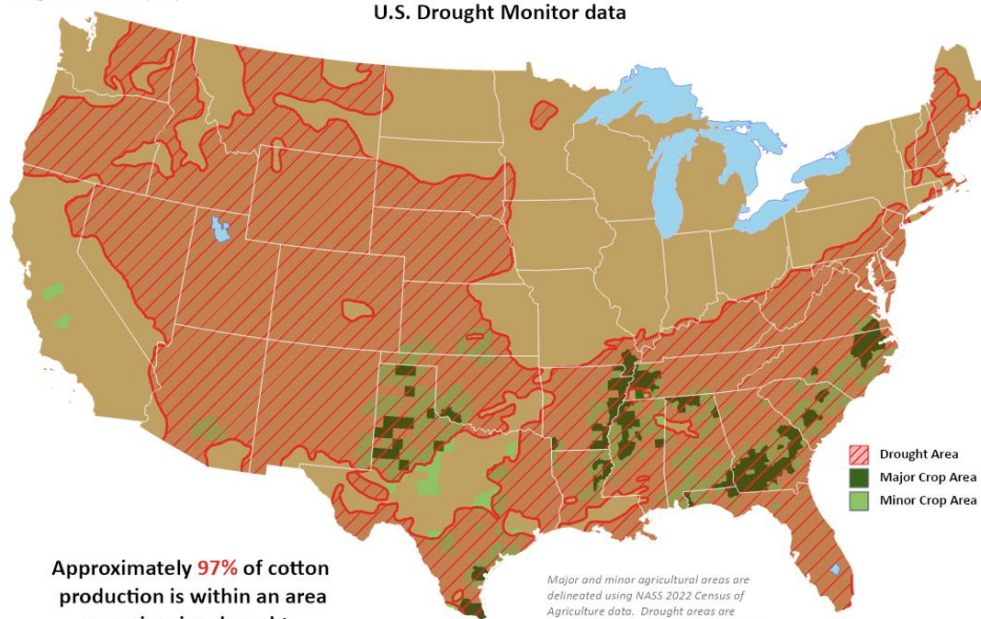 U.S. Drought Monitor data
Drought Area
Major Crop Area
Minor Crop Area
Approximately 97% of cotton
production is within an area
Major and minor agricultural areas are
delineated using NASS 2022 Census of
Agriculture data. Drought areas are